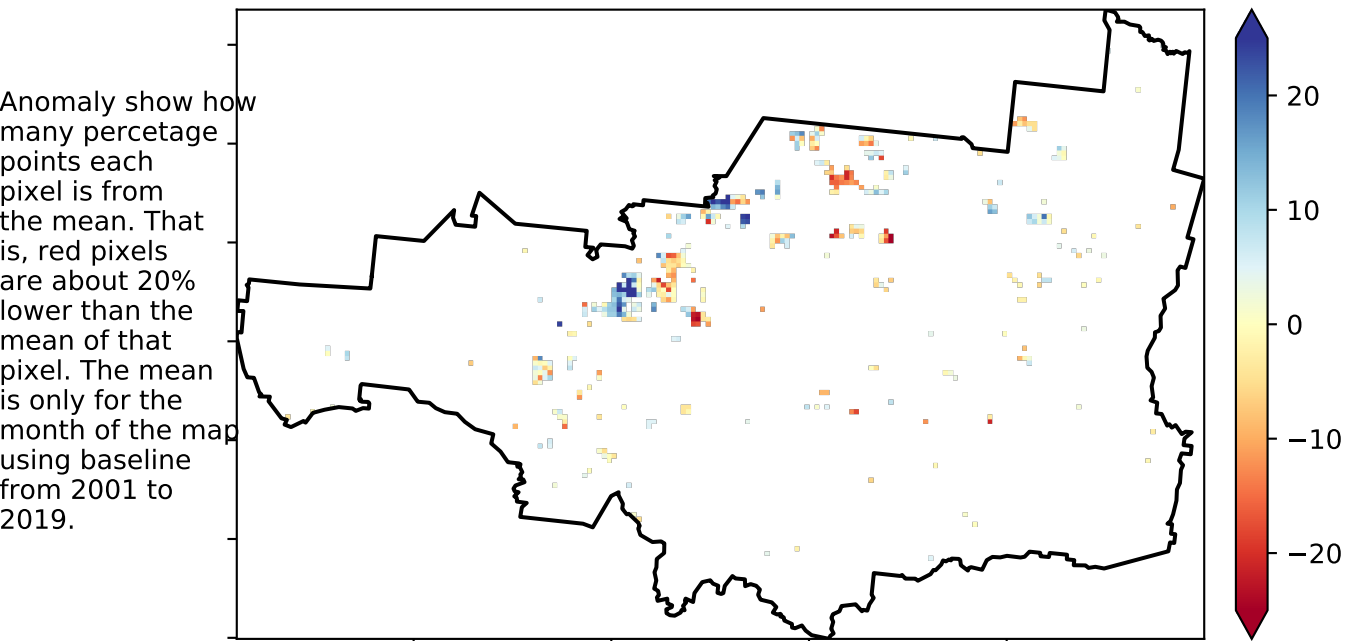 Anomaly show how
many percetage
points each
pixel is from
the mean. That
is, red pixels
are about 20%
lower than the
mean of that
pixel. The mean
is only for the
month of the map
using baseline
from 2001 to
2019.
20
10
0
−10
−20